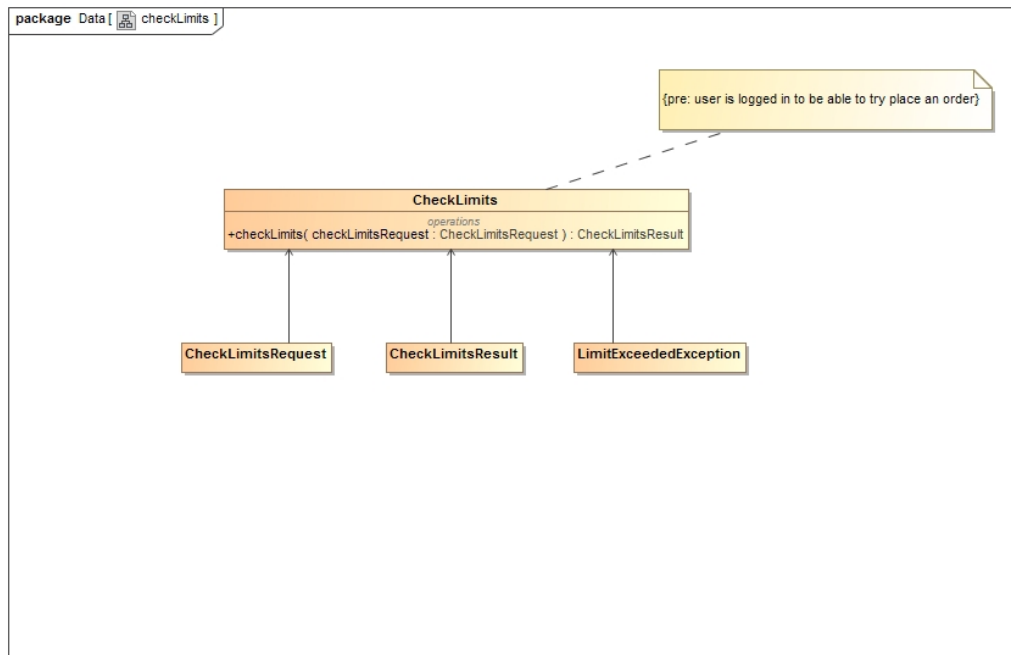 package Data [ checkLimits ]
{pre: user is logged in to be able to try place an order}
CheckLimits
operations
+checkLimits( checkLimitsRequest : CheckLimitsRequest ) : CheckLimitsResult
CheckLimitsRequest CheckLimitsResult LimitExceededException